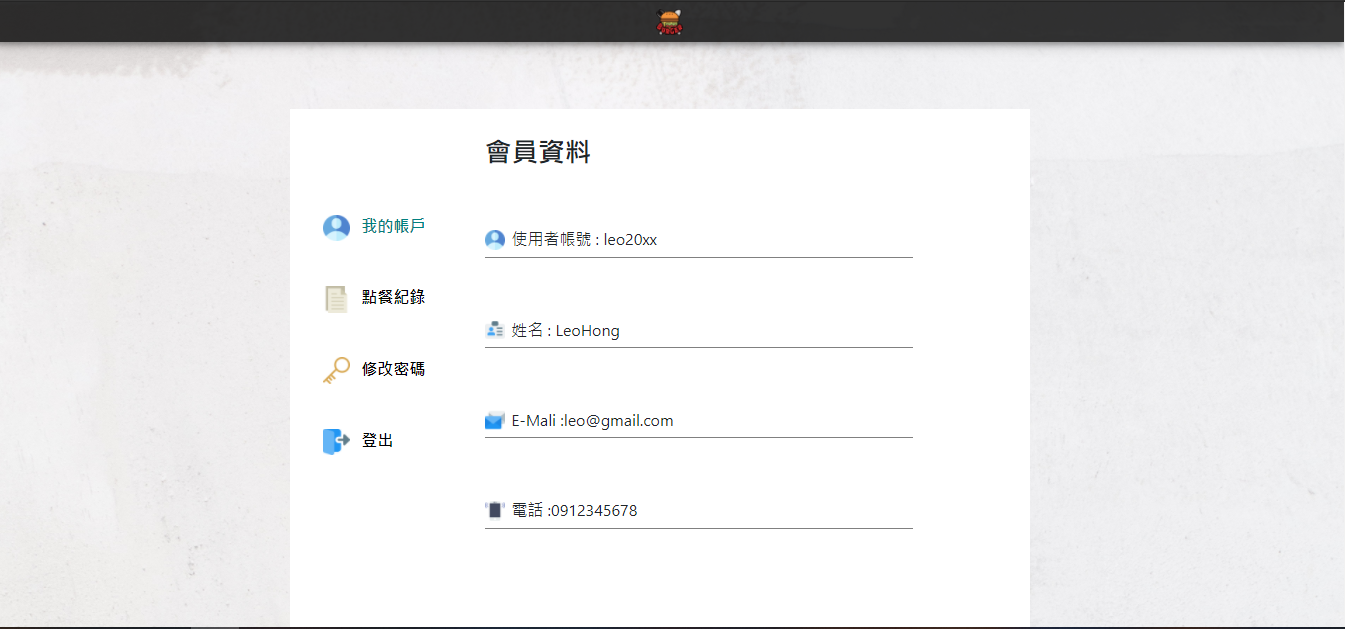 會員資料
我的帳戶
點餐紀錄
修改密碼
登出
使用者帳號 : leo20xx
姓名 : LeoHong
E-Mali :leo@gmail.com
電話 :0912345678